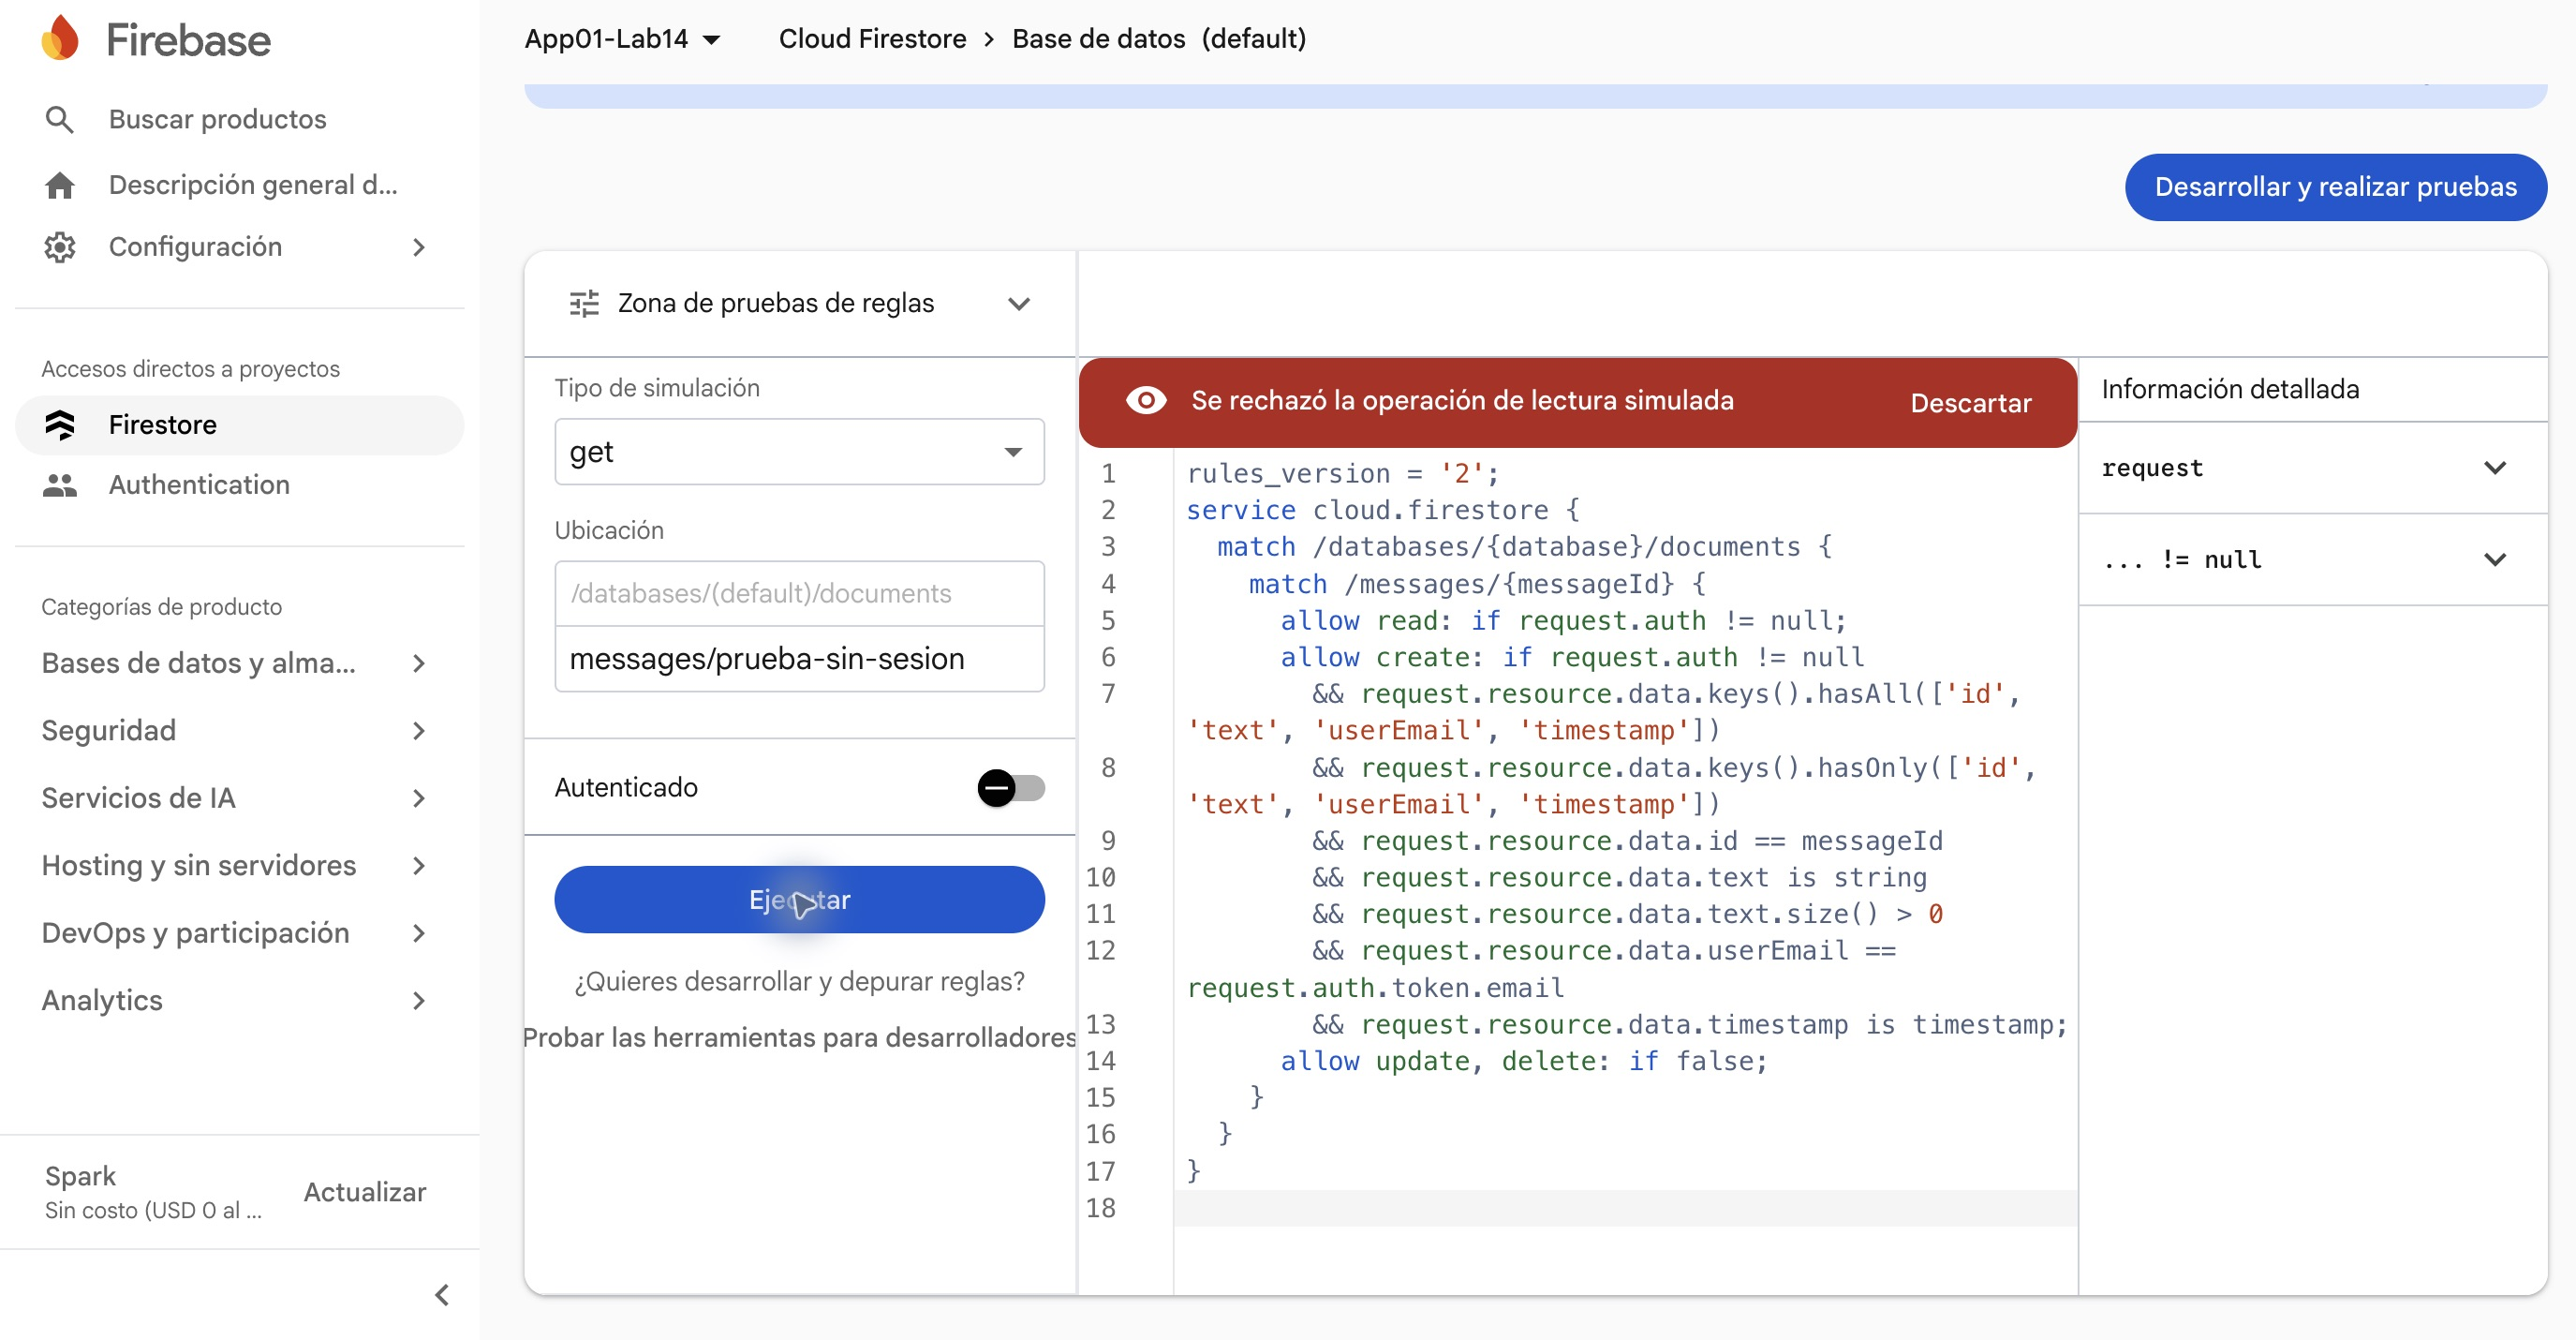 Firebase
Buscar productos
Descripción general d...
Configuración
Accesos directos a proyectos
Firestore
Authentication
Categorías de producto
Bases de datos y alma...
Seguridad
Servicios de IA
Hosting y sin servidores
DevOps y participación
Analytics
Spark
Sin costo (USD 0 al ...
Actualizar
App01-Lab14
Cloud Firestore > Base de datos (default)
Desarrollar y realizar pruebas
Zona de pruebas de reglas
Tipo de simulación
get
Ubicación
/databases/(default)/documents
messages/prueba-sin-sesion
Autenticado
Ejecutar
¿Quieres desarrollar y depurar reglas?
Probar las herramientas para desarrolladores
Se rechazó la operación de lectura simulada
Descartar
1 rules_version = '2';
2 service cloud.firestore {
3   match /databases/{database}/documents {
4     match /messages/{messageId} {
5       allow read: if request.auth != null;
6       allow create: if request.auth != null
7         && request.resource.data.keys().hasAll(['id',
'text', 'userEmail', 'timestamp'])
8         && request.resource.data.keys().hasOnly(['id',
'text', 'userEmail', 'timestamp'])
9         && request.resource.data.id == messageId
10         && request.resource.data.text is string
11         && request.resource.data.text.size() > 0
12         && request.resource.data.userEmail ==
request.auth.token.email
13         && request.resource.data.timestamp is timestamp;
14       allow update, delete: if false;
15     }
16   }
17 }
18
Información detallada
request
... != null